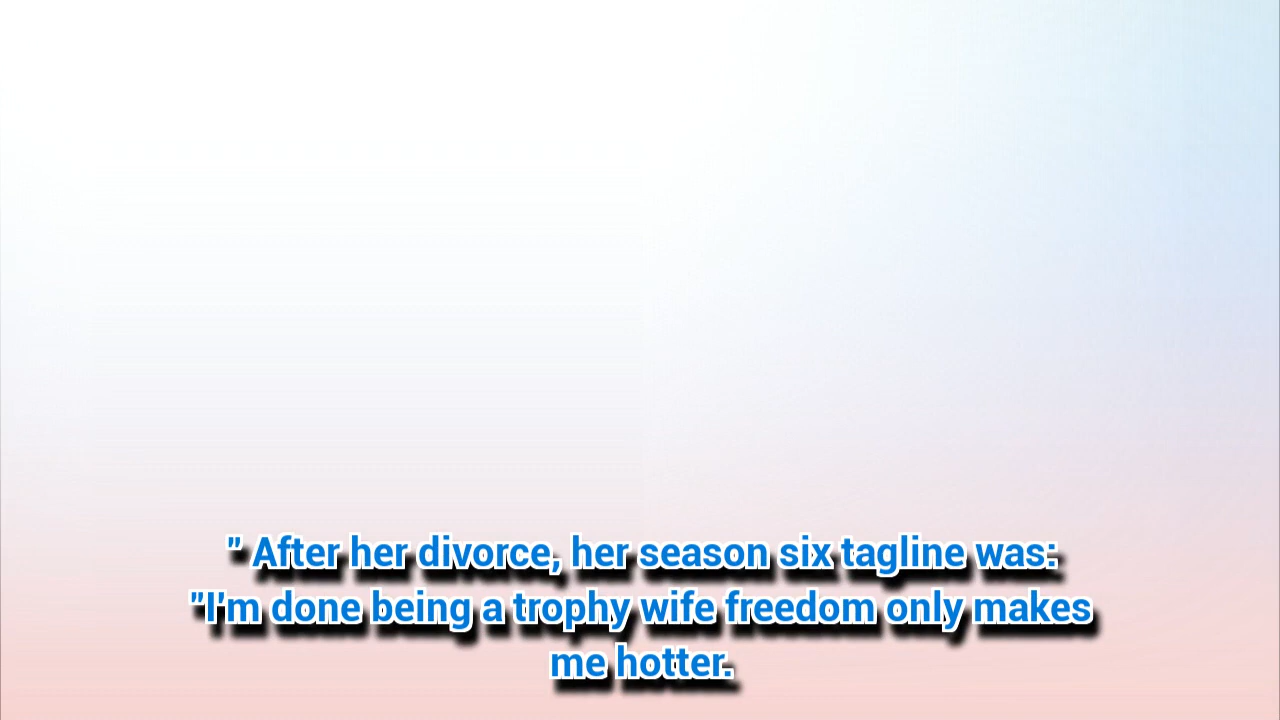 " After her divorce, her season six tagline was:
"I'm done being a trophy wife freedom only makes
me hotter.